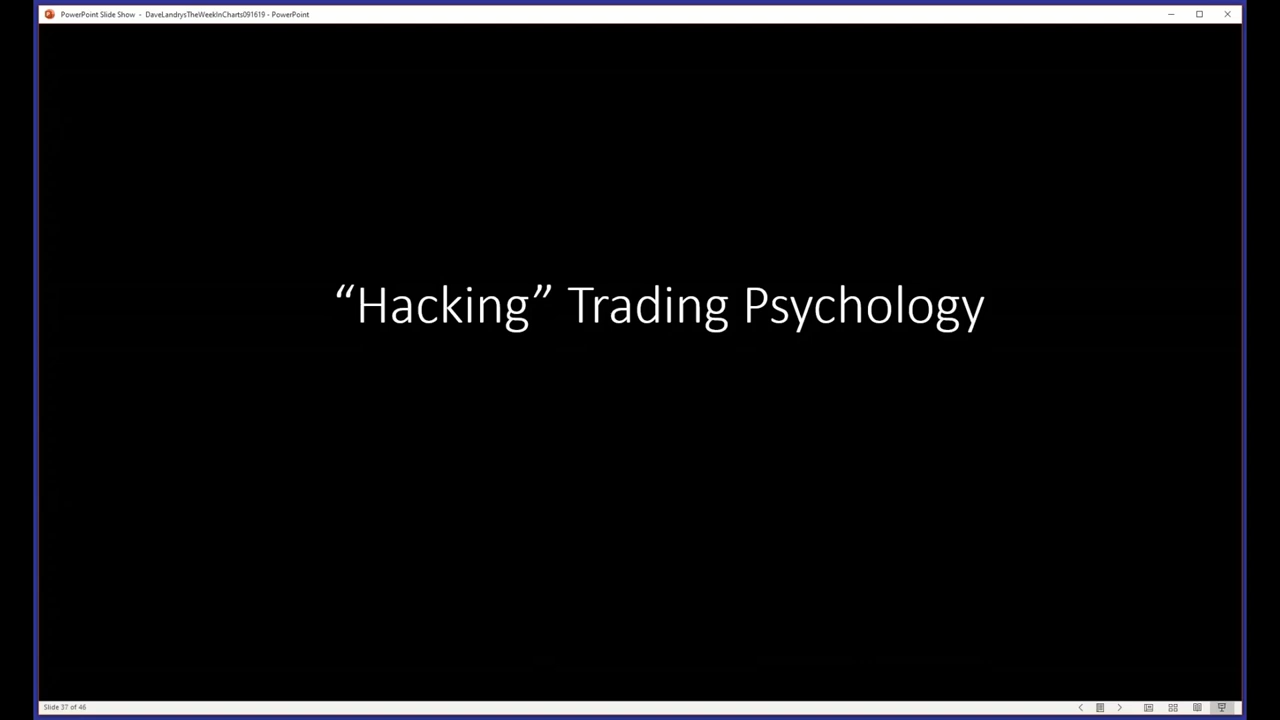 PowerPoint Slide Show - DaveLandrysTheWeekInCharts091619 - PowerPoint
“Hacking” Trading Psychology
Slide 37 of 46